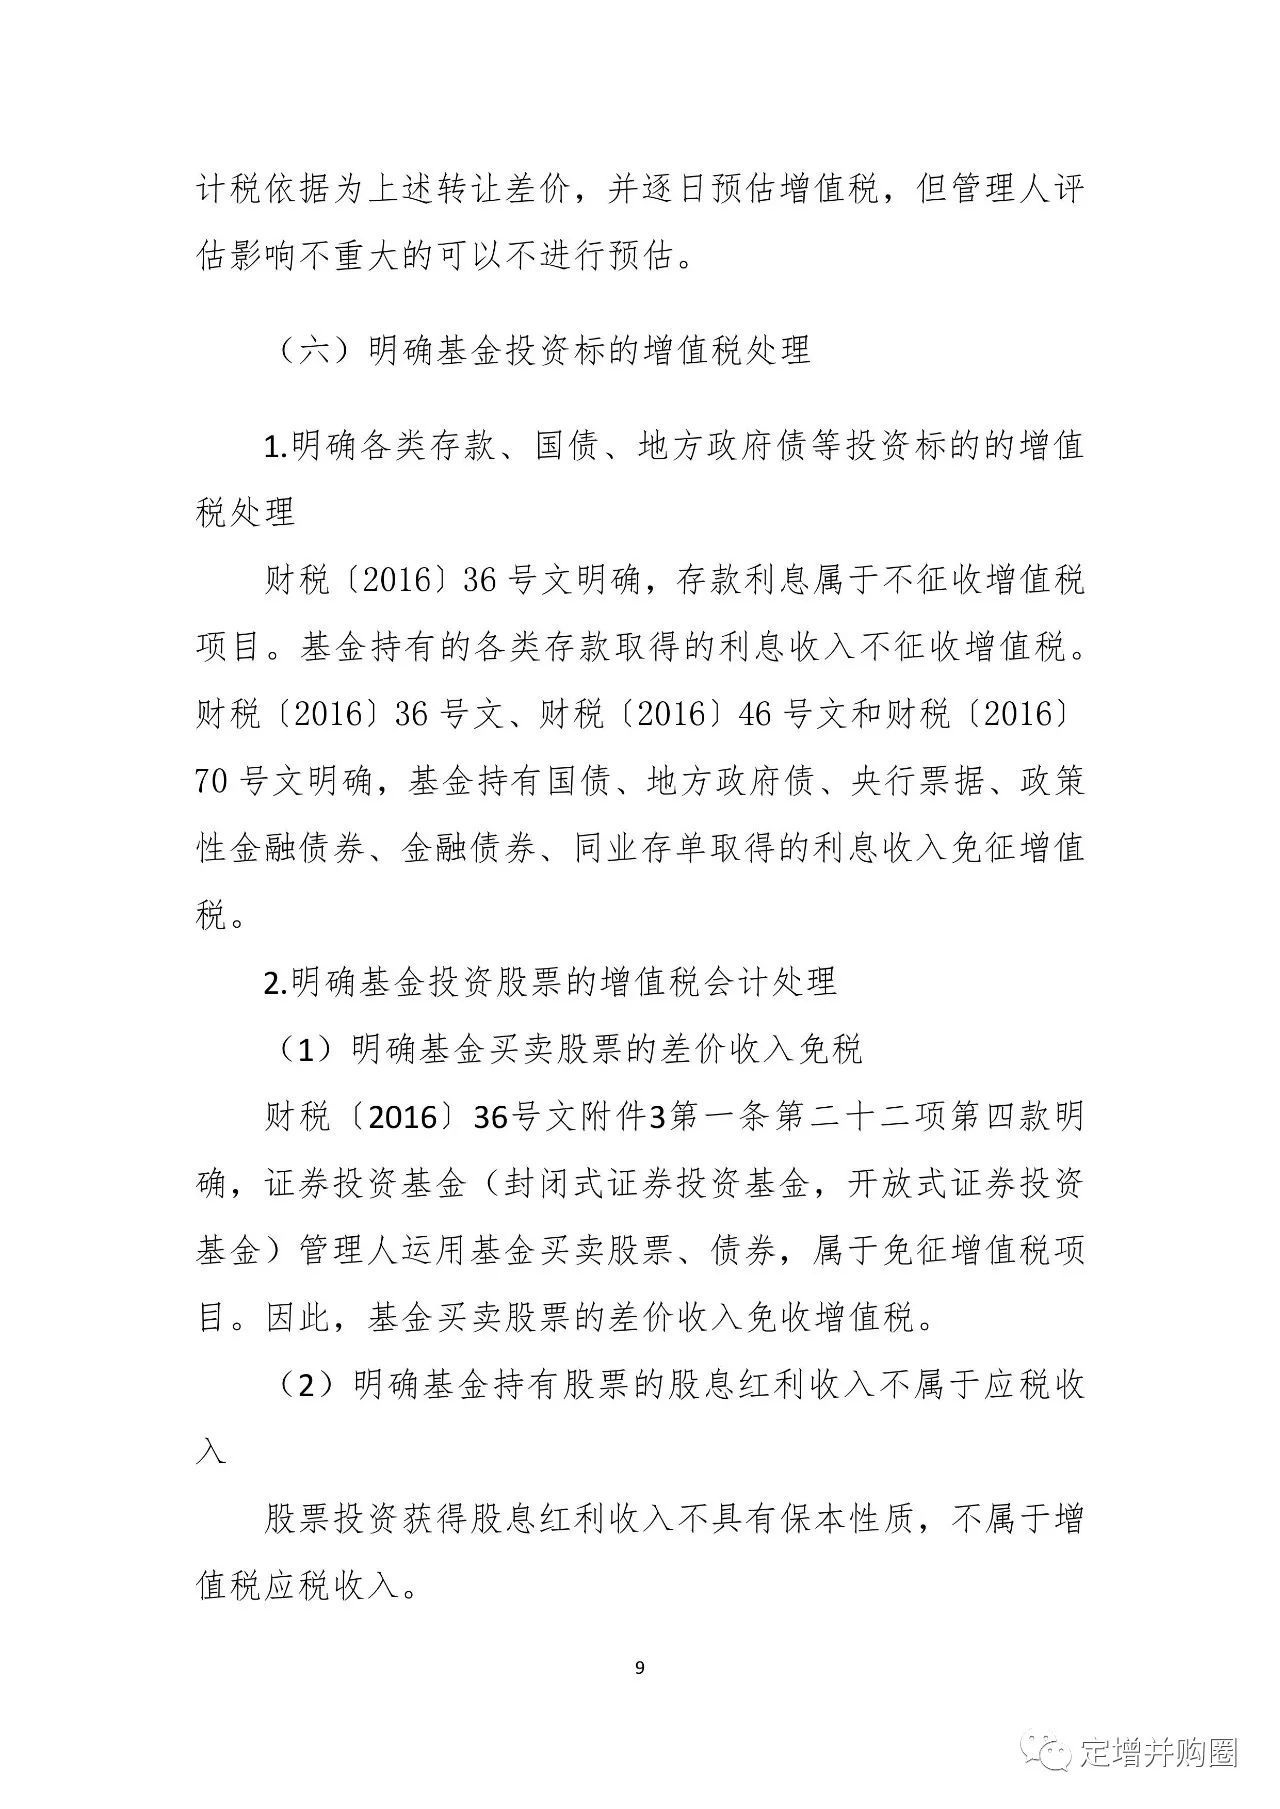 计税依据为上述转让差价，并逐日预估增值税，但管理人评
估影响不重大的可以不进行预估。
（六）明确基金投资标的增值税处理
1.明确各类存款、国债、地方政府债等投资标的的增值
税处理
财税〔2016〕36 号文明确，存款利息属于不征收增值税
项目。基金持有的各类存款取得的利息收入不征收增值税。
财税〔2016〕36 号文、财税〔2016〕46 号文和财税〔2016〕
70 号文明确，基金持有国债、地方政府债、央行票据、政策
性金融债券、金融债券、同业存单取得的利息收入免征增值
税。
2.明确基金投资股票的增值税会计处理
（1）明确基金买卖股票的差价收入免税
财税〔2016〕36号文附件3第一条第二十二项第四款明
确，证券投资基金（封闭式证券投资基金，开放式证券投资
基金）管理人运用基金买卖股票、债券，属于免征增值税项
目。因此，基金买卖股票的差价收入免收增值税。
（2）明确基金持有股票的股息红利收入不属于应税收
入
股票投资获得股息红利收入不具有保本性质，不属于增
值税应税收入。
9
定增并购圈